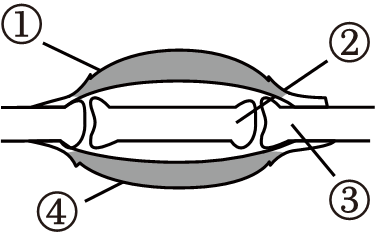 ①
②
③
④